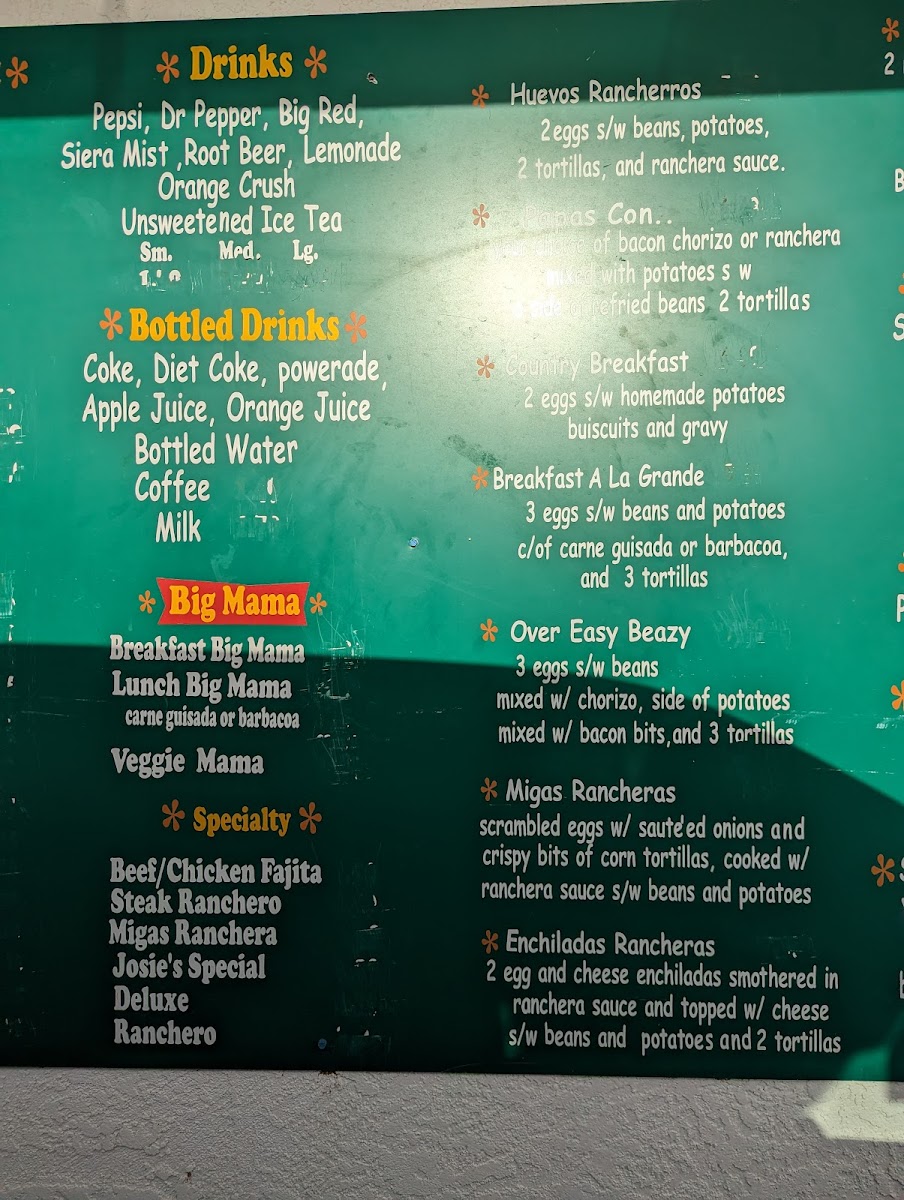 Drinks
Pepsi, Dr Pepper, Big Red,
Siera Mist ,Root Beer, Lemonade
Orange Crush
Unsweetened Ice Tea
Sm. Med. Lg.
Bottled Drinks
Coke, Diet Coke, powerade,
Apple Juice, Orange Juice
Bottled Water
Coffee
Milk
Big Mama
Breakfast Big Mama
Lunch Big Mama
carne guisada or barbacoa
Veggie Mama
Specialty
Beef/Chicken Fajita
Steak Ranchero
Migas Ranchera
Josie's Special
Deluxe
Ranchero
Huevos Rancherros
2eggs s/w beans, potatoes,
2 tortillas, and ranchera sauce.
Papas Con..
of bacon chorizo or ranchera
mixed with potatoes s w
refried beans 2 tortillas
Country Breakfast
2 eggs s/w homemade potatoes
buiscuits and gravy
Breakfast A La Grande
3 eggs s/w beans and potatoes
c/of carne guisada or barbacoa,
and 3 tortillas
Over Easy Beazy
3 eggs s/w beans
mixed w/ chorizo, side of potatoes
mixed w/ bacon bits,and 3 tortillas
Migas Rancheras
scrambled eggs w/ saute'ed onions and
crispy bits of corn tortillas, cooked w/
ranchera sauce s/w beans and potatoes
Enchiladas Rancheras
2 egg and cheese enchiladas smothered in
ranchera sauce and topped w/ cheese
s/w beans and potatoes and 2 tortillas
2